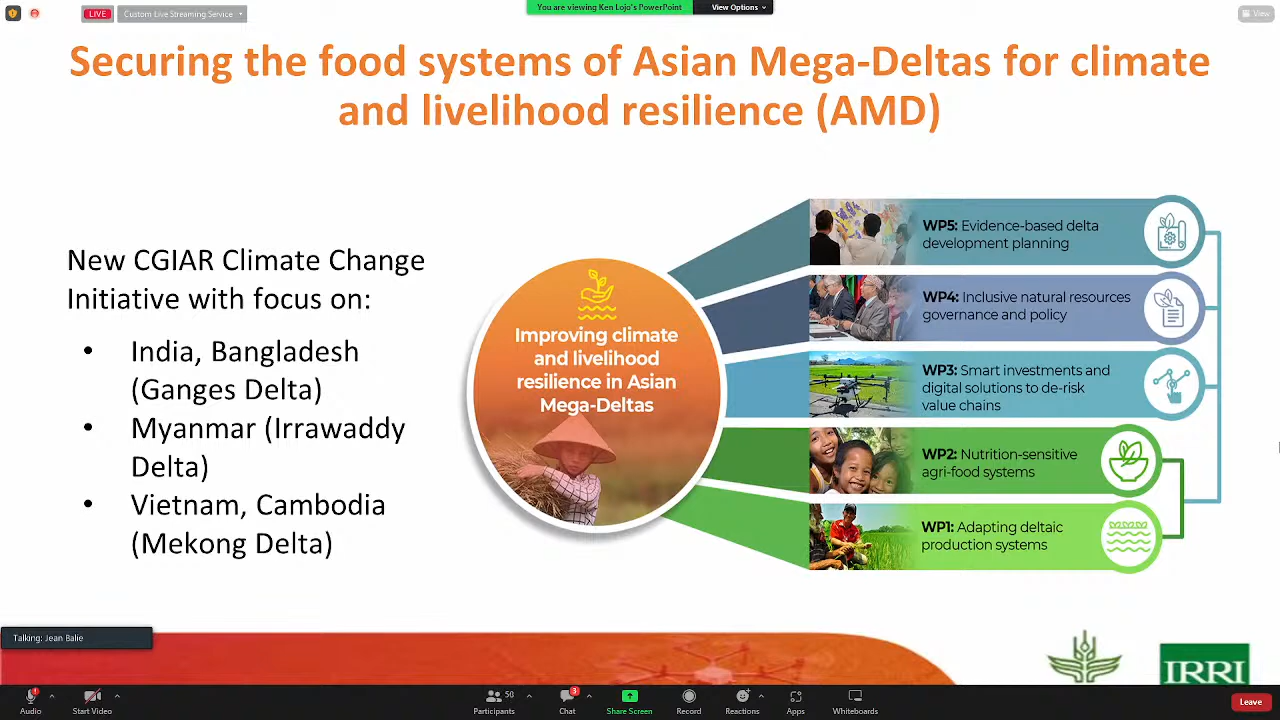 LIVE
Custom Live Streaming Service
You are viewing Ken Lojo's PowerPoint
View Options
View
Securing the food systems of Asian Mega-Deltas for climate
and livelihood resilience (AMD)
New CGIAR Climate Change
Initiative with focus on:
• India, Bangladesh
(Ganges Delta)
• Myanmar (Irrawaddy
Delta)
• Vietnam, Cambodia
(Mekong Delta)
Improving climate
and livelihood
resilience in Asian
Mega-Deltas
WP5: Evidence-based delta
development planning
WP4: Inclusive natural resources
governance and policy
WP3: Smart investments and
digital solutions to de-risk
value chains
WP2: Nutrition-sensitive
agri-food systems
WP1: Adapting deltaic
production systems
Talking: Jean Balie
IRRI
Audio
Start Video
50
Participants
3
Chat
Share Screen
Record
Reactions
Apps
Whiteboards
Leave